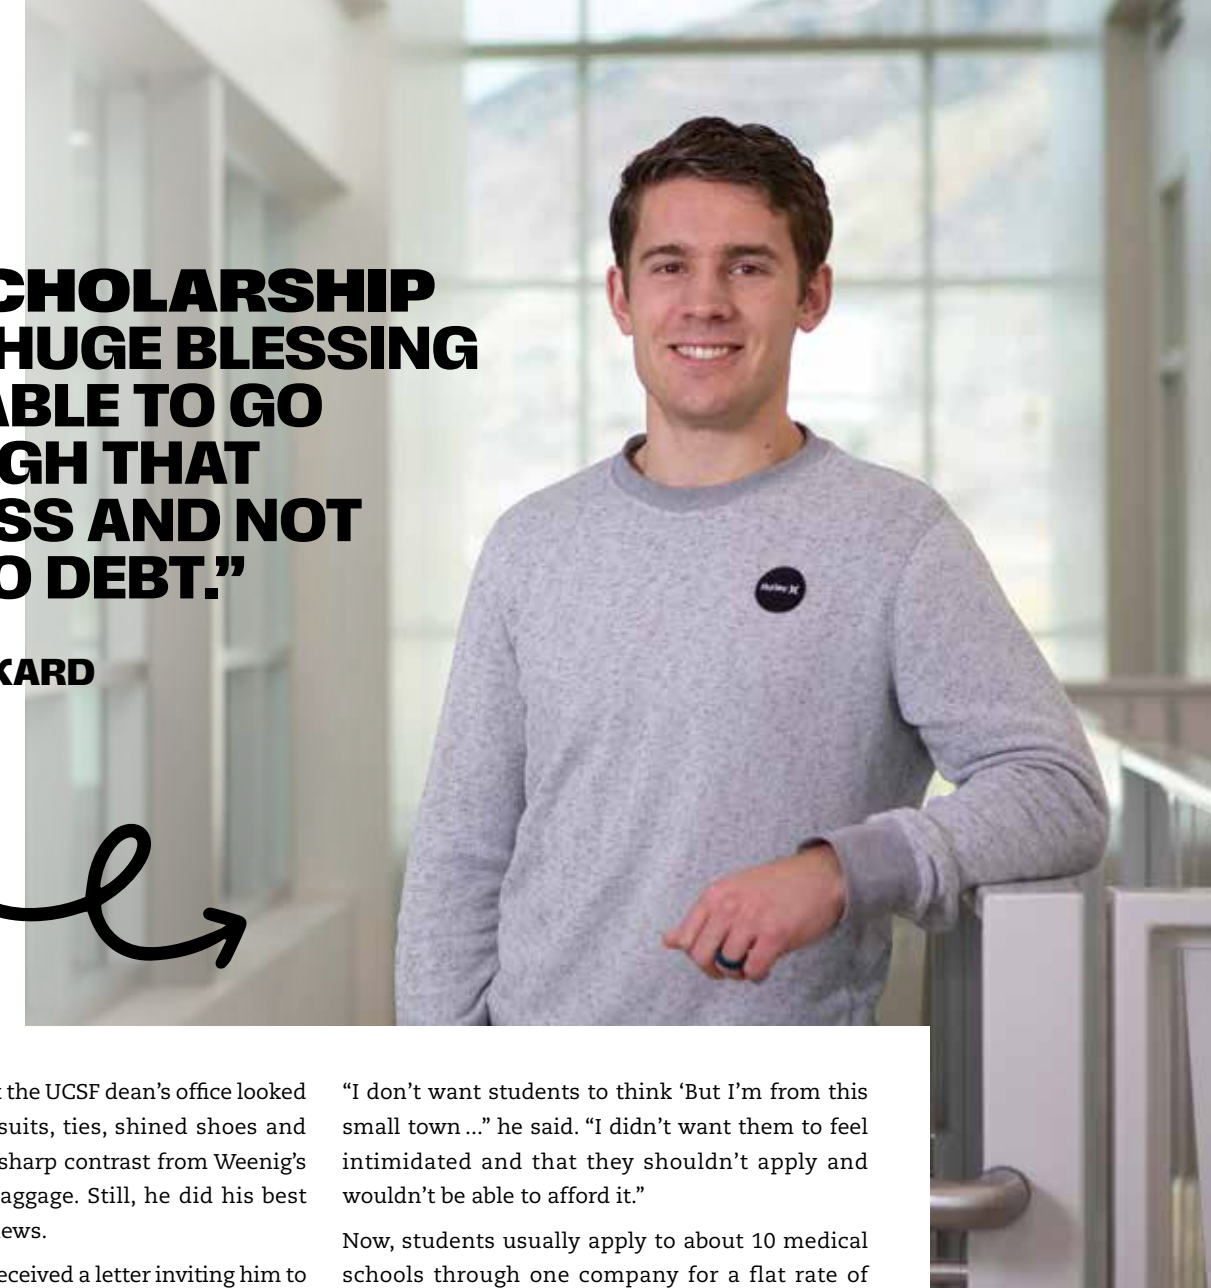 CHOLARSHIP
HUGE BLESSING
ABLE TO GO
GH THAT
SS AND NOT
O DEBT.”
KARD
Hurley
the UCSF dean’s office looked
suits, ties, shined shoes and
sharp contrast from Weenig’s
aggage. Still, he did his best
ews.
eceived a letter inviting him to
“I don’t want students to think ‘But I’m from this
small town ...” he said. “I didn’t want them to feel
intimidated and that they shouldn’t apply and
wouldn’t be able to afford it.”
Now, students usually apply to about 10 medical
schools through one company for a flat rate of